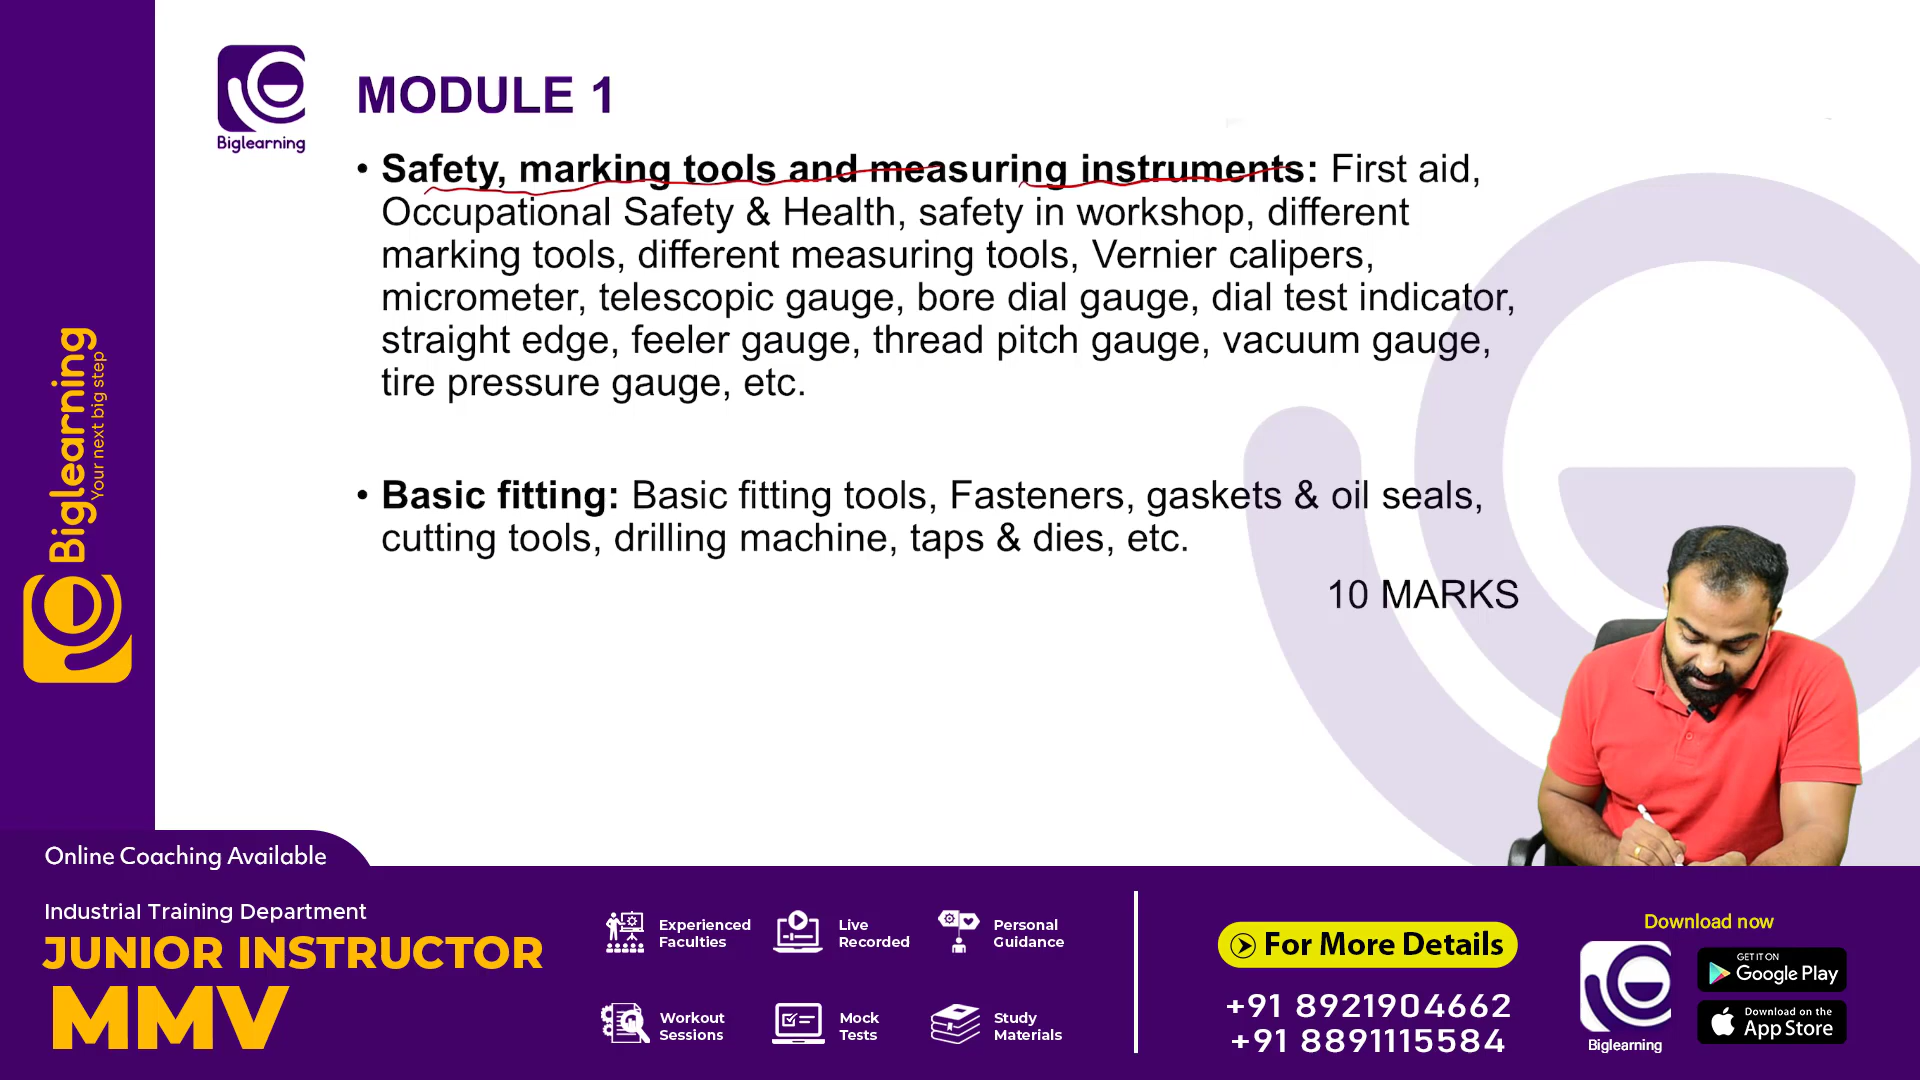 Biglearning
MODULE 1
• Safety, marking tools and measuring instruments: First aid,
Occupational Safety & Health, safety in workshop, different
marking tools, different measuring tools, Vernier calipers,
micrometer, telescopic gauge, bore dial gauge, dial test indicator,
straight edge, feeler gauge, thread pitch gauge, vacuum gauge,
tire pressure gauge, etc.
• Basic fitting: Basic fitting tools, Fasteners, gaskets & oil seals,
cutting tools, drilling machine, taps & dies, etc.
10 MARKS
Biglearning
Your next big step
Online Coaching Available
Industrial Training Department
JUNIOR INSTRUCTOR
MMV
Experienced
Faculties
Live
Recorded
Personal
Guidance
Workout
Sessions
Mock
Tests
Study
Materials
For More Details
+91 8921904662
+91 8891115584
Download now
Biglearning
GET IT ON
Google Play
Download on the
App Store